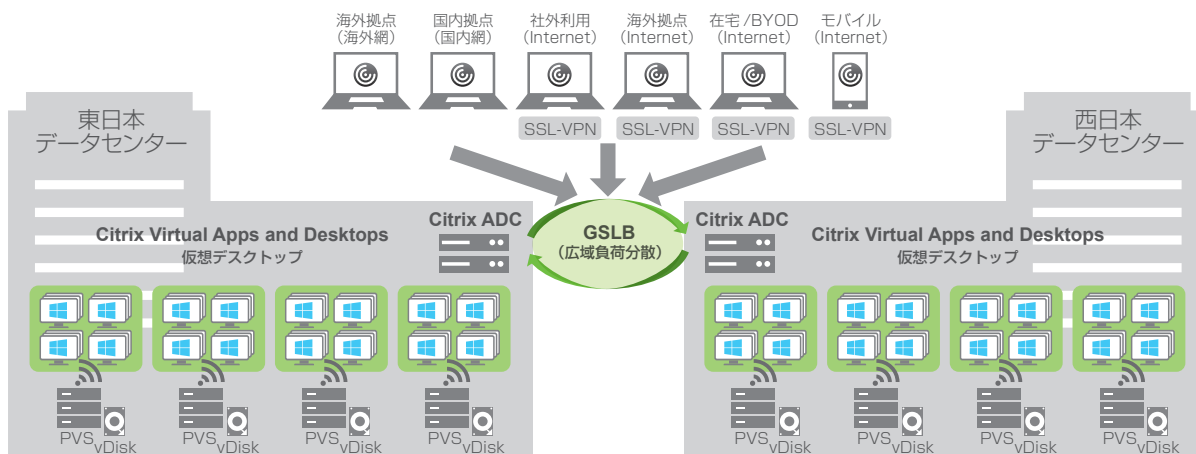 海外拠点
（海外網）
国内拠点
（国内網）
社外利用
（Internet）
海外拠点
（Internet）
在宅/BYOD
（Internet）
モバイル
（Internet）
SSL-VPN
SSL-VPN
SSL-VPN
SSL-VPN
東日本
データセンター
西日本
データセンター
Citrix Virtual Apps and Desktops
仮想デスクトップ
Citrix ADC
GSLB
（広域負荷分散）
Citrix ADC
Citrix Virtual Apps and Desktops
仮想デスクトップ
PVS
vDisk
PVS
vDisk
PVS
vDisk
PVS
vDisk
PVS
vDisk
PVS
vDisk
PVS
vDisk
PVS
vDisk